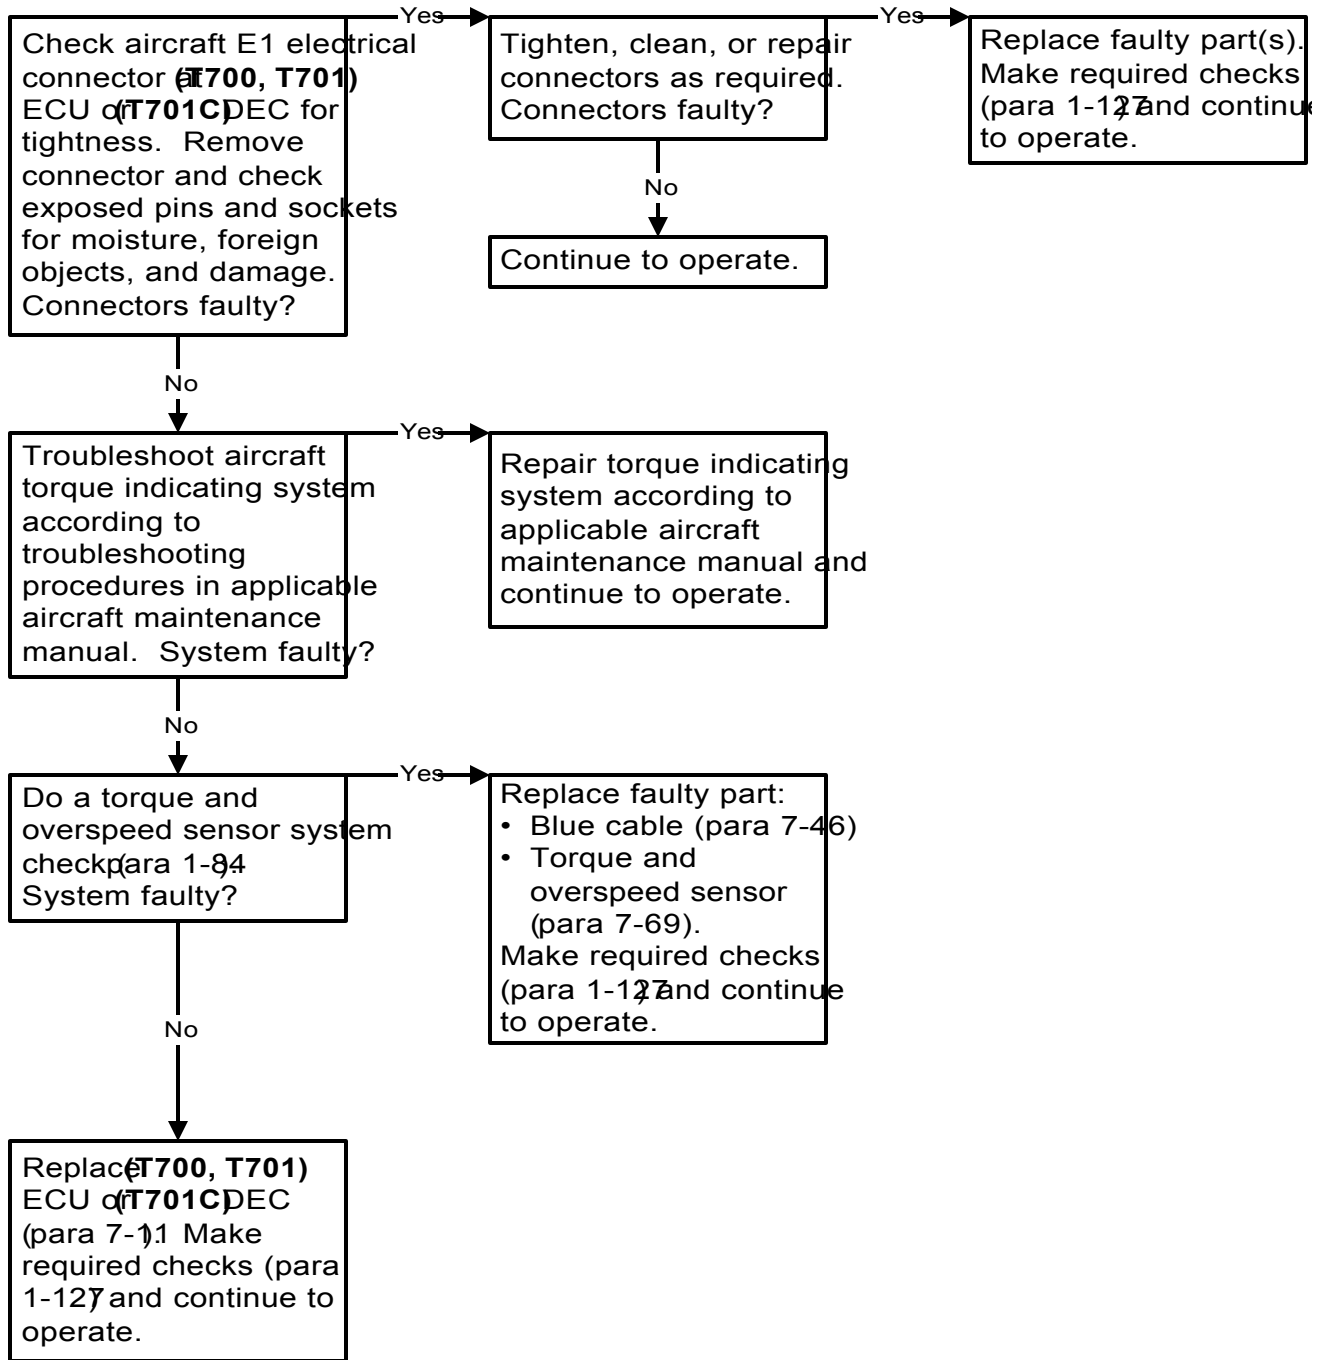 Check aircraft E1 electrical
connector at (T700, T701)
ECU or (T701C) DEC for
tightness. Remove
connector and check
exposed pins and sockets
for moisture, foreign
objects, and damage.
Connectors faulty?
Yes
Tighten, clean, or repair
connectors as required.
Connectors faulty?
Yes
Replace faulty part(s).
Make required checks
(para 1-127) and continue
to operate.
No
Continue to operate.
No
Troubleshoot aircraft
torque indicating system
according to
troubleshooting
procedures in applicable
aircraft maintenance
manual. System faulty?
Yes
Repair torque indicating
system according to
applicable aircraft
maintenance manual and
continue to operate.
No
Do a torque and
overspeed sensor system
check (para 1-84).
System faulty?
Yes
Replace faulty part:
• Blue cable (para 7-46)
• Torque and
overspeed sensor
(para 7-69).
Make required checks
(para 1-127) and continue
to operate.
No
Replace (T700, T701)
ECU or (T701C) DEC
(para 7-11). Make
required checks (para
1-127) and continue to
operate.